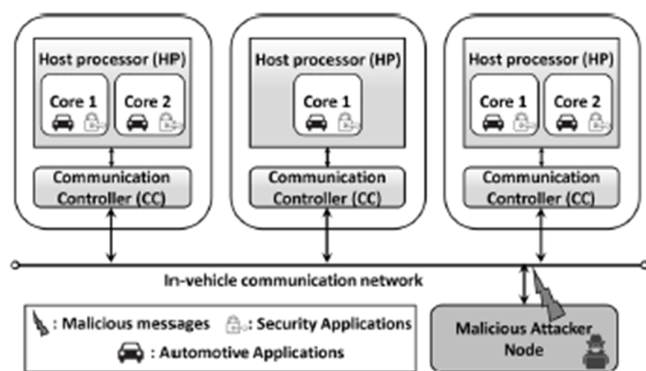 Host processor (HP)
Core 1
Core 2
Communication
Controller (CC)
Host processor (HP)
Core 1
Communication
Controller (CC)
Host processor (HP)
Core 1
Core 2
Communication
Controller (CC)
In-vehicle communication network
: Malicious messages
: Security Applications
: Automotive Applications
Malicious Attacker
Node